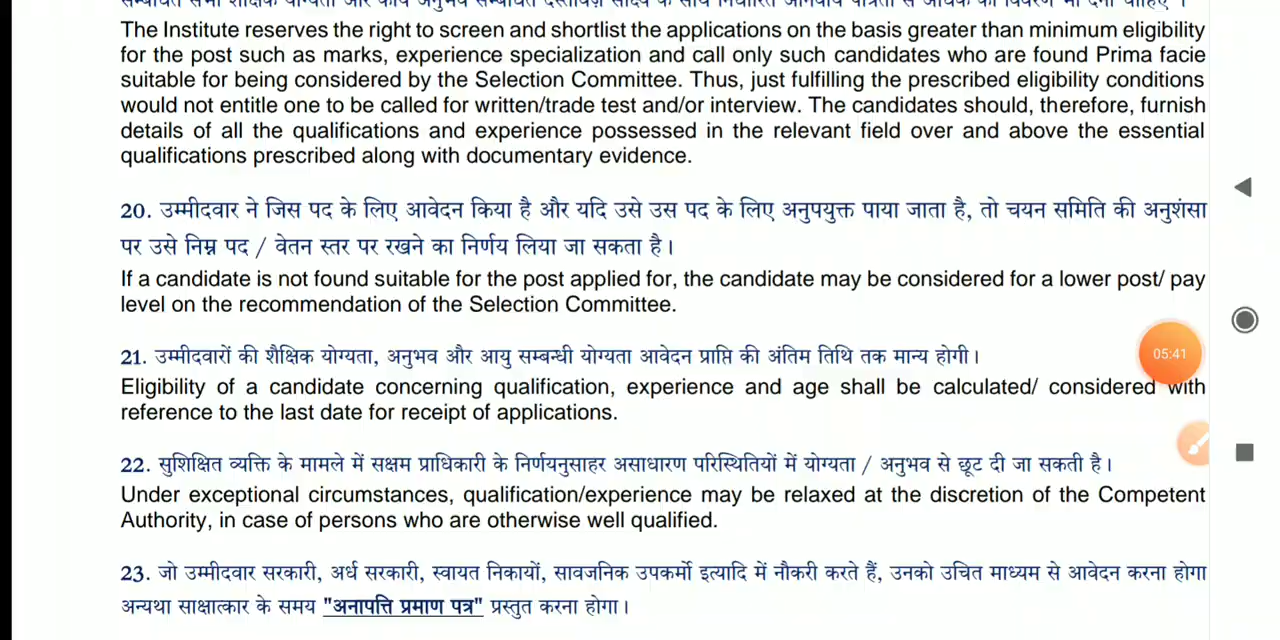 The Institute reserves the right to screen and shortlist the applications on the basis greater than minimum eligibility
for the post such as marks, experience specialization and call only such candidates who are found Prima facie
suitable for being considered by the Selection Committee. Thus, just fulfilling the prescribed eligibility conditions
would not entitle one to be called for written/trade test and/or interview. The candidates should, therefore, furnish
details of all the qualifications and experience possessed in the relevant field over and above the essential
qualifications prescribed along with documentary evidence.
20. उम्मीदवार ने जिस पद के लिए आवेदन किया है और यदि उसे उस पद के लिए अनुपयुक्त पाया जाता है, तो चयन समिति की अनुशंसा
पर उसे निम्न पद / वेतन स्तर पर रखने का निर्णय लिया जा सकता है।
If a candidate is not found suitable for the post applied for, the candidate may be considered for a lower post/ pay
level on the recommendation of the Selection Committee.
21. उम्मीदवारों की शैक्षिक योग्यता, अनुभव और आयु सम्बन्धी योग्यता आवेदन प्राप्ति की अंतिम तिथि तक मान्य होगी।
05:41
Eligibility of a candidate concerning qualification, experience and age shall be calculated/ considered with
reference to the last date for receipt of applications.
22. सुशिक्षित व्यक्ति के मामले में सक्षम प्राधिकारी के निर्णयनुसाहर असाधारण परिस्थितियों में योग्यता / अनुभव से छूट दी जा सकती है।
Under exceptional circumstances, qualification/experience may be relaxed at the discretion of the Competent
Authority, in case of persons who are otherwise well qualified.
23. जो उम्मीदवार सरकारी, अर्ध सरकारी, स्वायत निकायों, सावजनिक उपकर्मो इत्यादि में नौकरी करते हैं, उनको उचित माध्यम से आवेदन करना होगा
अन्यथा साक्षात्कार के समय "अनापत्ति प्रमाण पत्र" प्रस्तुत करना होगा।